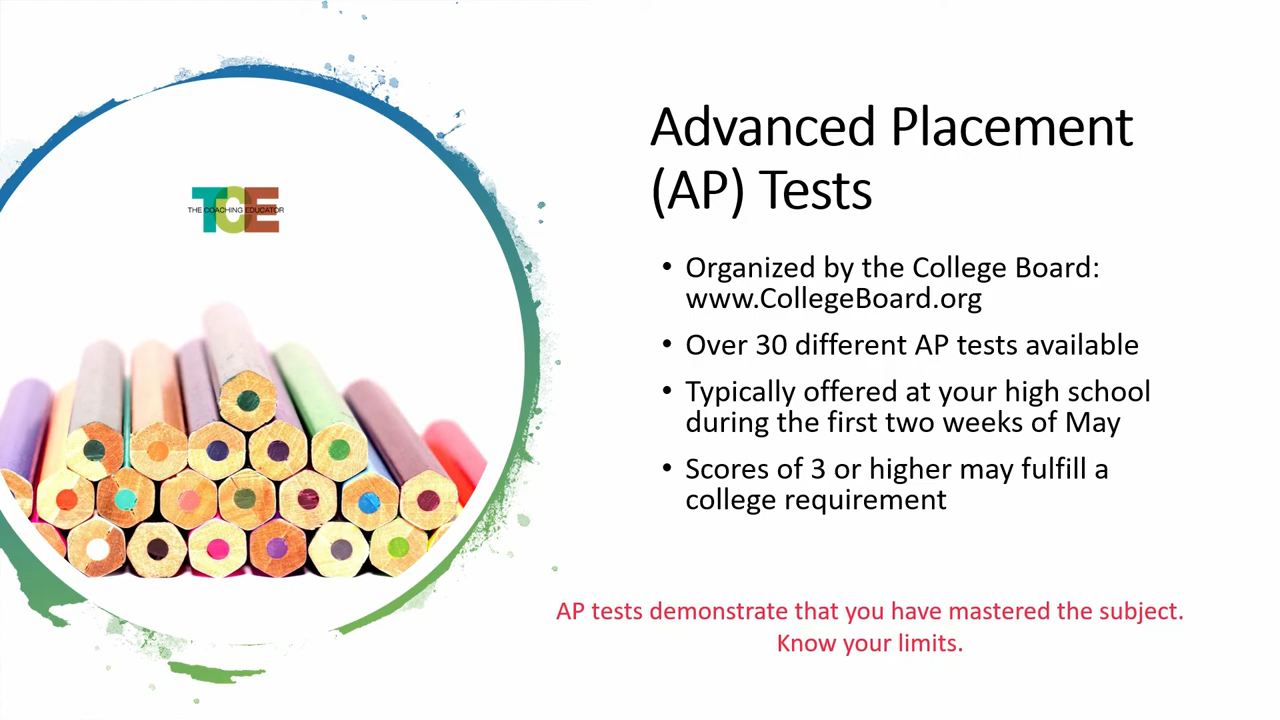 TCE
THE COACHING EDUCATOR
Advanced Placement
(AP) Tests
• Organized by the College Board:
www.CollegeBoard.org
• Over 30 different AP tests available
• Typically offered at your high school
during the first two weeks of May
• Scores of 3 or higher may fulfill a
college requirement
AP tests demonstrate that you have mastered the subject.
Know your limits.